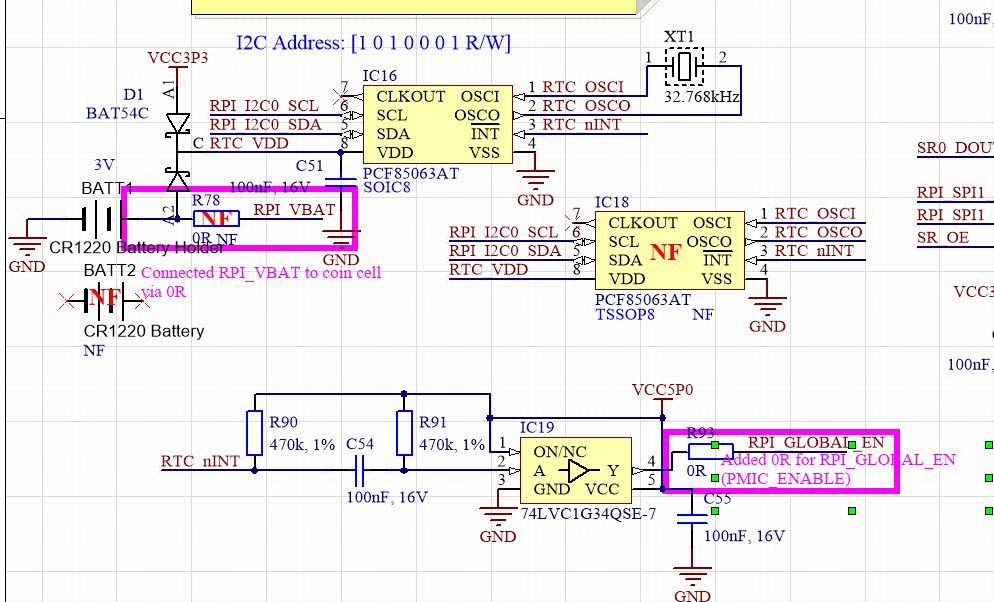 100nF,
I2C Address: [1 0 1 0 0 0 1 R/W]
VCC3P3
XT1
1
2
32.768kHz
A1
D1
BAT54C
C
IC16
7
CLKOUT
OSCI
1
RTC_OSCI
RPI_I2C0_SCL
6
SCL
OSCO
2
RTC_OSCO
RPI_I2C0_SDA
5
SDA
INT
3
RTC_nINT
RTC_VDD
8
VDD
VSS
4
PCF85063AT
SOIC8
GND
C51
100nF, 16V
3V
BATT1
A2
R78
NF
0R NF
RPI_VBAT
GND
GND
CR1220 Battery Holder
BATT2
NF
CR1220 Battery
NF
Connected RPI_VBAT to coin cell
via 0R
IC18
7
CLKOUT
OSCI
1
RTC_OSCI
RPI_I2C0_SCL
6
SCL
OSCO
2
RTC_OSCO
RPI_I2C0_SDA
5
SDA
INT
3
RTC_nINT
RTC_VDD
8
VDD
VSS
4
NF
PCF85063AT
TSSOP8
NF
GND
SR0_DOU
RPI_SPI1
RPI_SPI1
SR_OE
VCC3
100nF,
VCC5P0
R90
470k, 1%
R91
470k, 1%
RTC_nINT
C54
100nF, 16V
IC19
1
ON/NC
2
A
Y
4
3
GND
VCC
5
74LVC1G34QSE-7
GND
R93
0R
RPI_GLOBAL_EN
Added 0R for RPI_GLOBAL_EN
(PMIC_ENABLE)
C55
100nF, 16V
GND